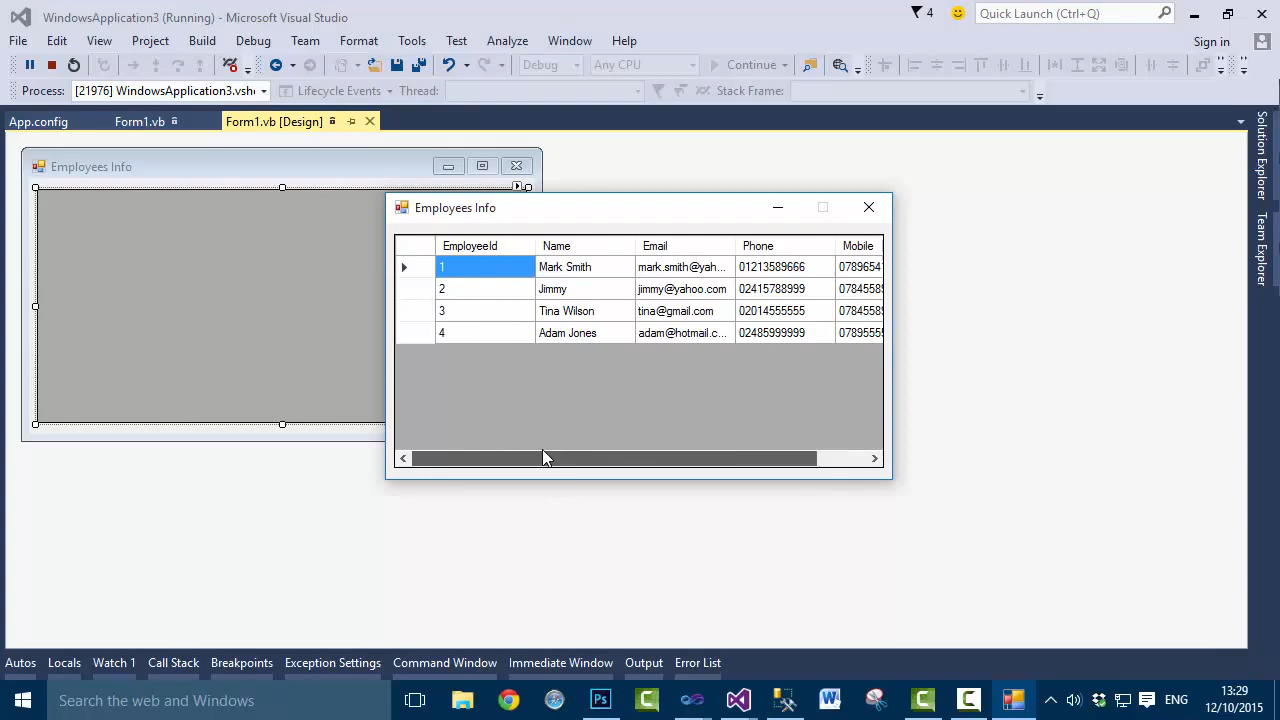 WindowsApplication3 (Running) - Microsoft Visual Studio
4
Quick Launch (Ctrl+Q)
File Edit View Project Build Debug Team Format Tools Test Analyze Window Help
Sign in
Debug Any CPU Continue
Process: [21976] WindowsApplication3.vshc Lifecycle Events Thread: Stack Frame:
App.config Form1.vb Form1.vb [Design]
Solution Explorer
Team Explorer
Employees Info
Employees Info
EmployeeId Name Email Phone Mobile
1 Mark Smith mark.smith@yah... 01213589666 0789654
2 Jimmy jimmy@yahoo.com 02415788999 0784558
3 Tina Wilson tina@gmail.com 02014555555 0784558
4 Adam Jones adam@hotmail.c... 02485999999 0789555
Autos Locals Watch 1 Call Stack Breakpoints Exception Settings Command Window Immediate Window Output Error List
Search the web and Windows
ENG
13:29
12/10/2015